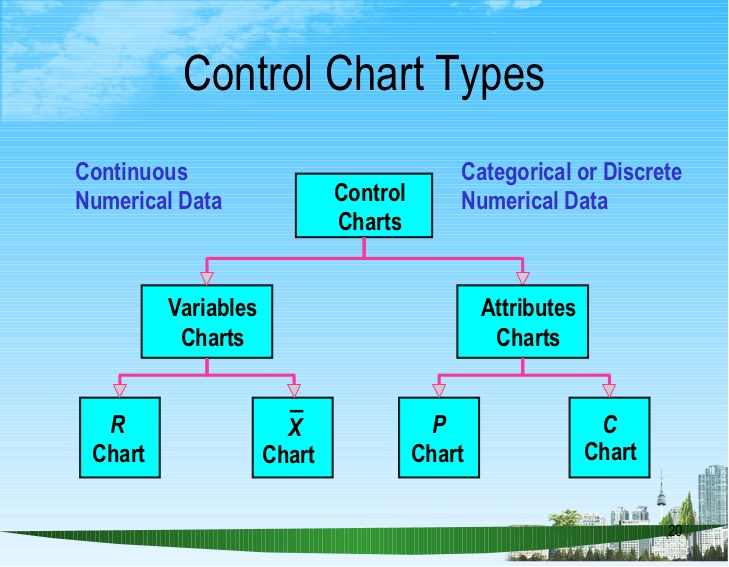 Control Chart Types
Continuous
Numerical Data
Categorical or Discrete
Numerical Data
Control
Charts
Variables
Charts
Attributes
Charts
R
Chart
X̅
Chart
P
Chart
C
Chart
20